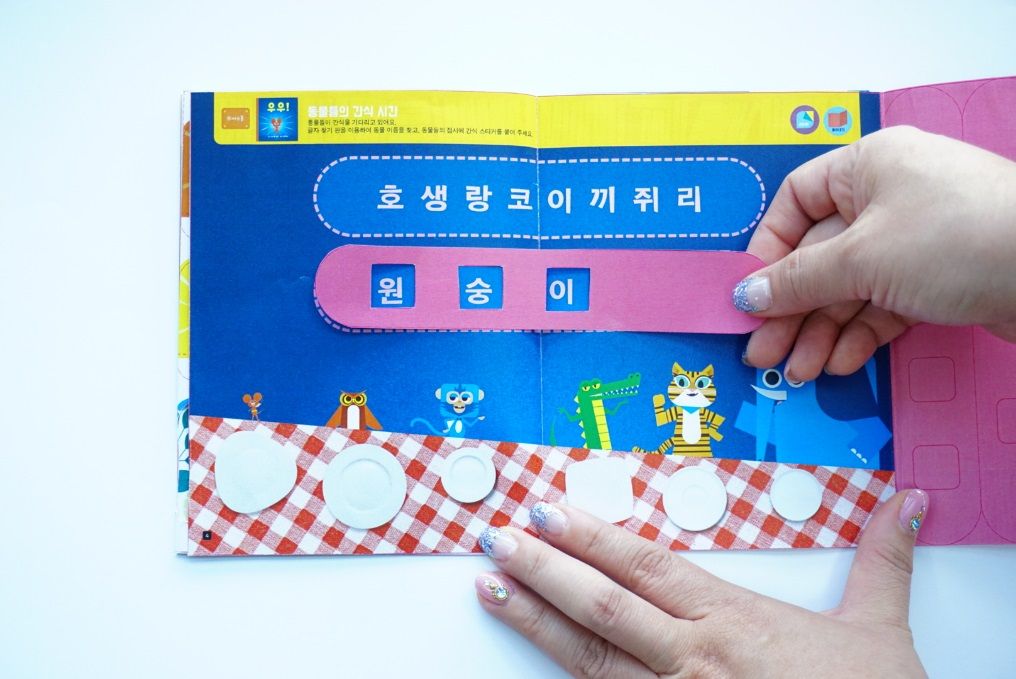 우우!
동물들의 간식 시간
동물들이 간식을 기다리고 있어요.
글자 찾기 판을 이용하여 동물 이름을 찾고, 동물들의 접시에 간식 스티커를 붙여 주세요.
호 생 랑 코 이 끼 쥐 리
원 숭 이